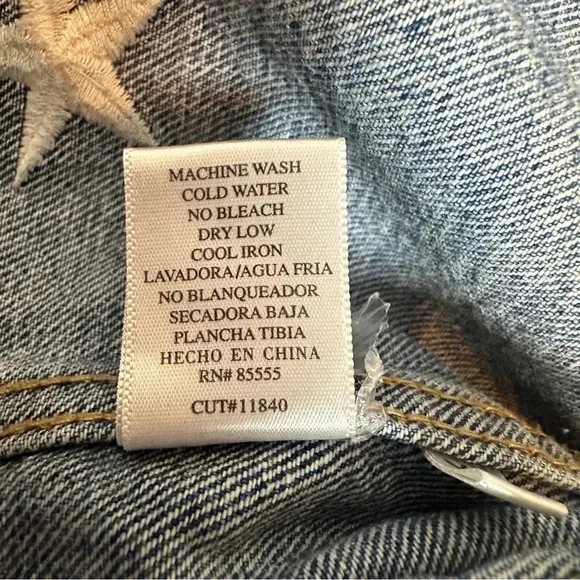 MACHINE WASH
COLD WATER
NO BLEACH
DRY LOW
COOL IRON
LAVADORA/AGUA FRIA
NO BLANQUEADOR
SECADORA BAJA
PLANCHA TIBIA
HECHO EN CHINA
RN# 85555
CUT#11840